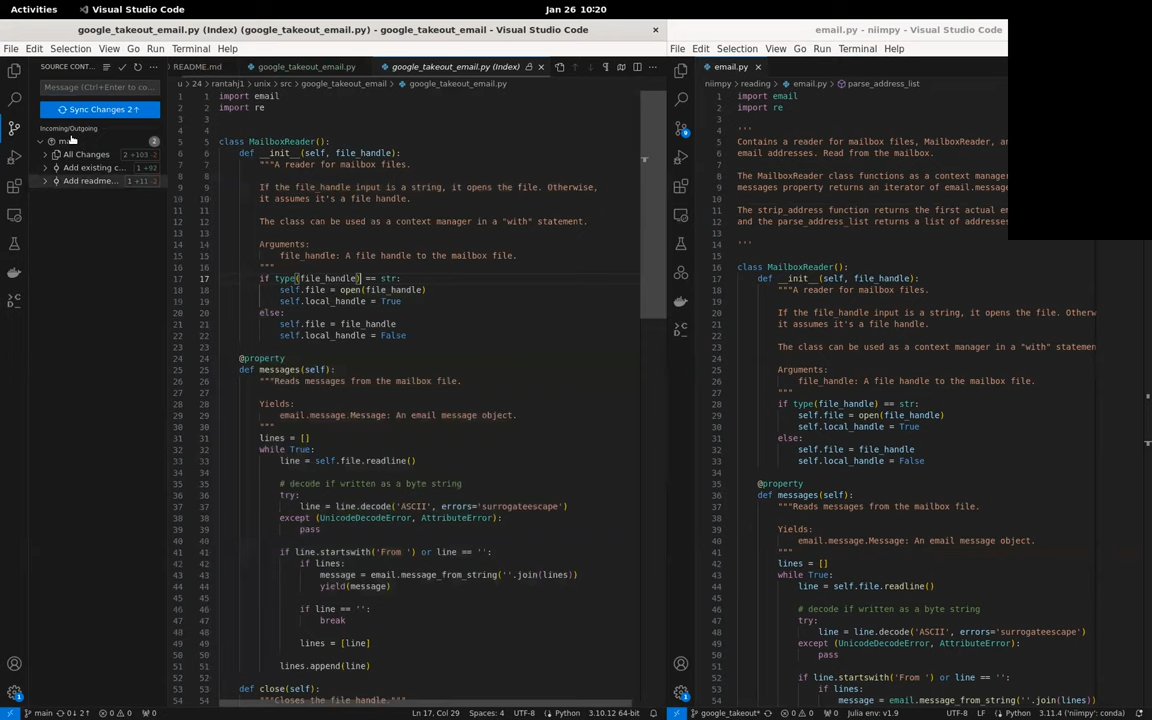 Activities Visual Studio Code Jan 26 10:20
google_takeout_email.py (Index) (google_takeout_email.py) - google_takeout_email - Visual Studio Code
File Edit Selection View Go Run Terminal Help
SOURCE CONT...
README.md google_takeout_email.py google_takeout_email.py (Index)
u > 24 > rantahj1 > unix > src > google_takeout_email > google_takeout_email.py
Message (Ctrl+Enter to co...
Sync Changes 2↑
Incoming/Outgoing
2
All Changes 2 +103 -2
Add existing c... 1 +92
Add readme... 1 +11 -2
1 1 import email
2 2 import re
3 3
4 4
5 5 class MailboxReader():
6 6 def __init__(self, file_handle):
7 7 """A reader for mailbox files.
8 8
9 9 If the file_handle input is a string, it opens the file. Otherwise,
10 10 it assumes it's a file handle.
11 11
12 12 The class can be used as a context manager in a "with" statement.
13 13
14 14 Arguments:
15 15 file_handle: A file handle to the mailbox file.
16 16 """
17 17 if type(file_handle) == str:
18 18 self.file = open(file_handle)
19 19 self.local_handle = True
20 20 else:
21 21 self.file = file_handle
22 22 self.local_handle = False
23 23
24 24 @property
25 25 def messages(self):
26 26 """Reads messages from the mailbox file.
27 27
28 28 Yields:
29 29 email.message.Message: An email message object.
30 30 """
31 31 lines = []
32 32 while True:
33 33 line = self.file.readline()
34 34
35 35 # decode if written as a byte string
36 36 try:
37 37 line = line.decode('ASCII', errors='surrogateescape')
38 38 except (UnicodeDecodeError, AttributeError):
39 39 pass
40 40
41 41 if line.startswith('From ') or line == '':
42 42 if lines:
43 43 message = email.message_from_string(''.join(lines))
44 44 yield(message)
45 45
46 46 if line == '':
47 47 break
48 48
49 49 lines = [line]
50 50
51 51 lines.append(line)
52 52
53 53 def close(self):
54 54 """Closes the file handle."""
main 0↓ 2↑ 0 0 0 Ln 17, Col 29 Spaces: 4 UTF-8 LF Python 3.10.12 64-bit
email.py - niimpy - Visual Studio Code
File Edit Selection View Go Run Terminal Help
email.py
niimpy > reading > email.py > parse_address_list
9
1 import email
2 import re
3
4 '''
5 Contains a reader for mailbox files, MailboxReader, an
6 email addresses. Read from the mailbox.
7
8 The MailboxReader class functions as a context manager
9 messages property returns an iterator of email.message
10
11 The strip_address function returns the first actual em
12 and the parse_address_list returns a list of addresses
13
14 '''
15
16 class MailboxReader():
17 def __init__(self, file_handle):
18 """A reader for mailbox files.
19
20 If the file_handle input is a string, it opens the file. Otherw
21 it assumes it's a file handle.
22
23 The class can be used as a context manager in a "with" statemen
24
25 Arguments:
26 file_handle: A file handle to the mailbox file.
27 """
28 if type(file_handle) == str:
29 self.file = open(file_handle)
30 self.local_handle = True
31 else:
32 self.file = file_handle
33 self.local_handle = False
34
35 @property
36 def messages(self):
37 """Reads messages from the mailbox file.
38
39 Yields:
40 email.message.Message: An email message object.
41 """
42 lines = []
43 while True:
44 line = self.file.readline()
45
46 # decode if written as a byte string
47 try:
48 line = line.decode('ASCII', errors='surrogateescape')
49 except (UnicodeDecodeError, AttributeError):
50 pass
51
52 if line.startswith('From ') or line == '':
53 if lines:
54 message = email.message_from_string(''.join(lines))
google_takeout* 0 0 0 Julia env: v1.9 UTF-8 LF Python 3.11.4 ('niimpy': conda)